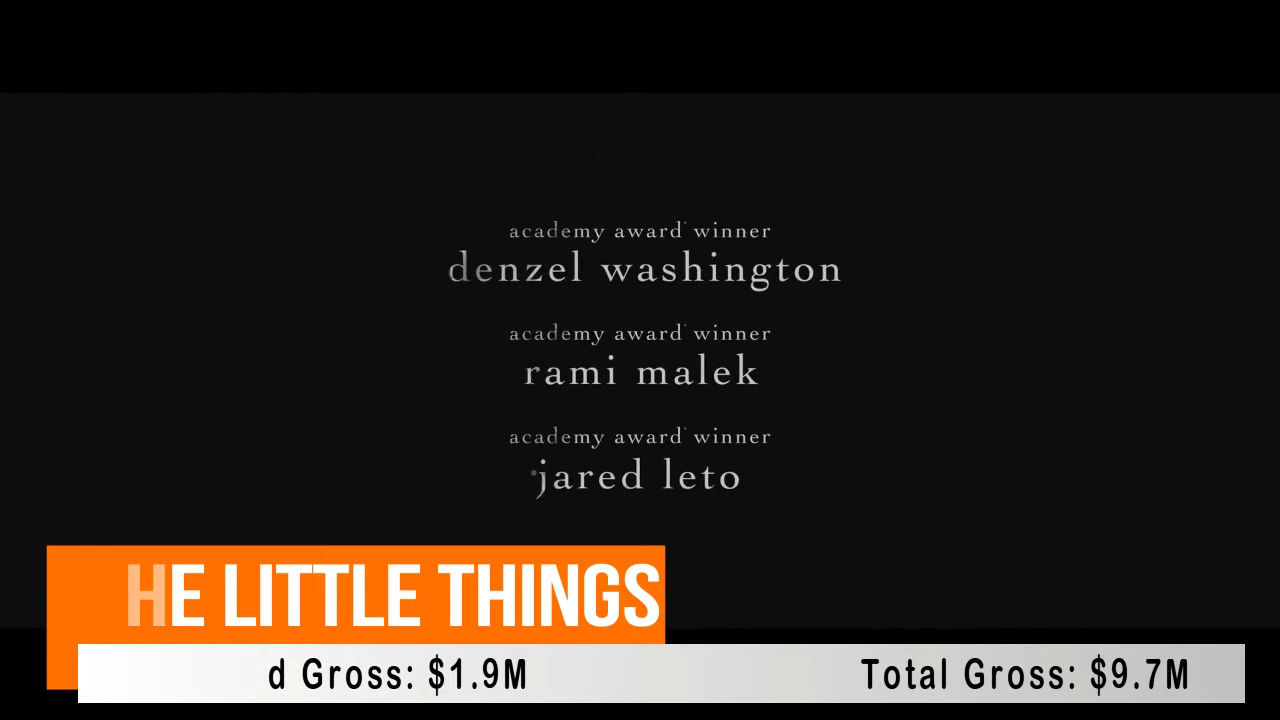 academy award winner
denzel washington
academy award winner
rami malek
academy award winner
jared leto
HE LITTLE THINGS
d Gross: $1.9M Total Gross: $9.7M